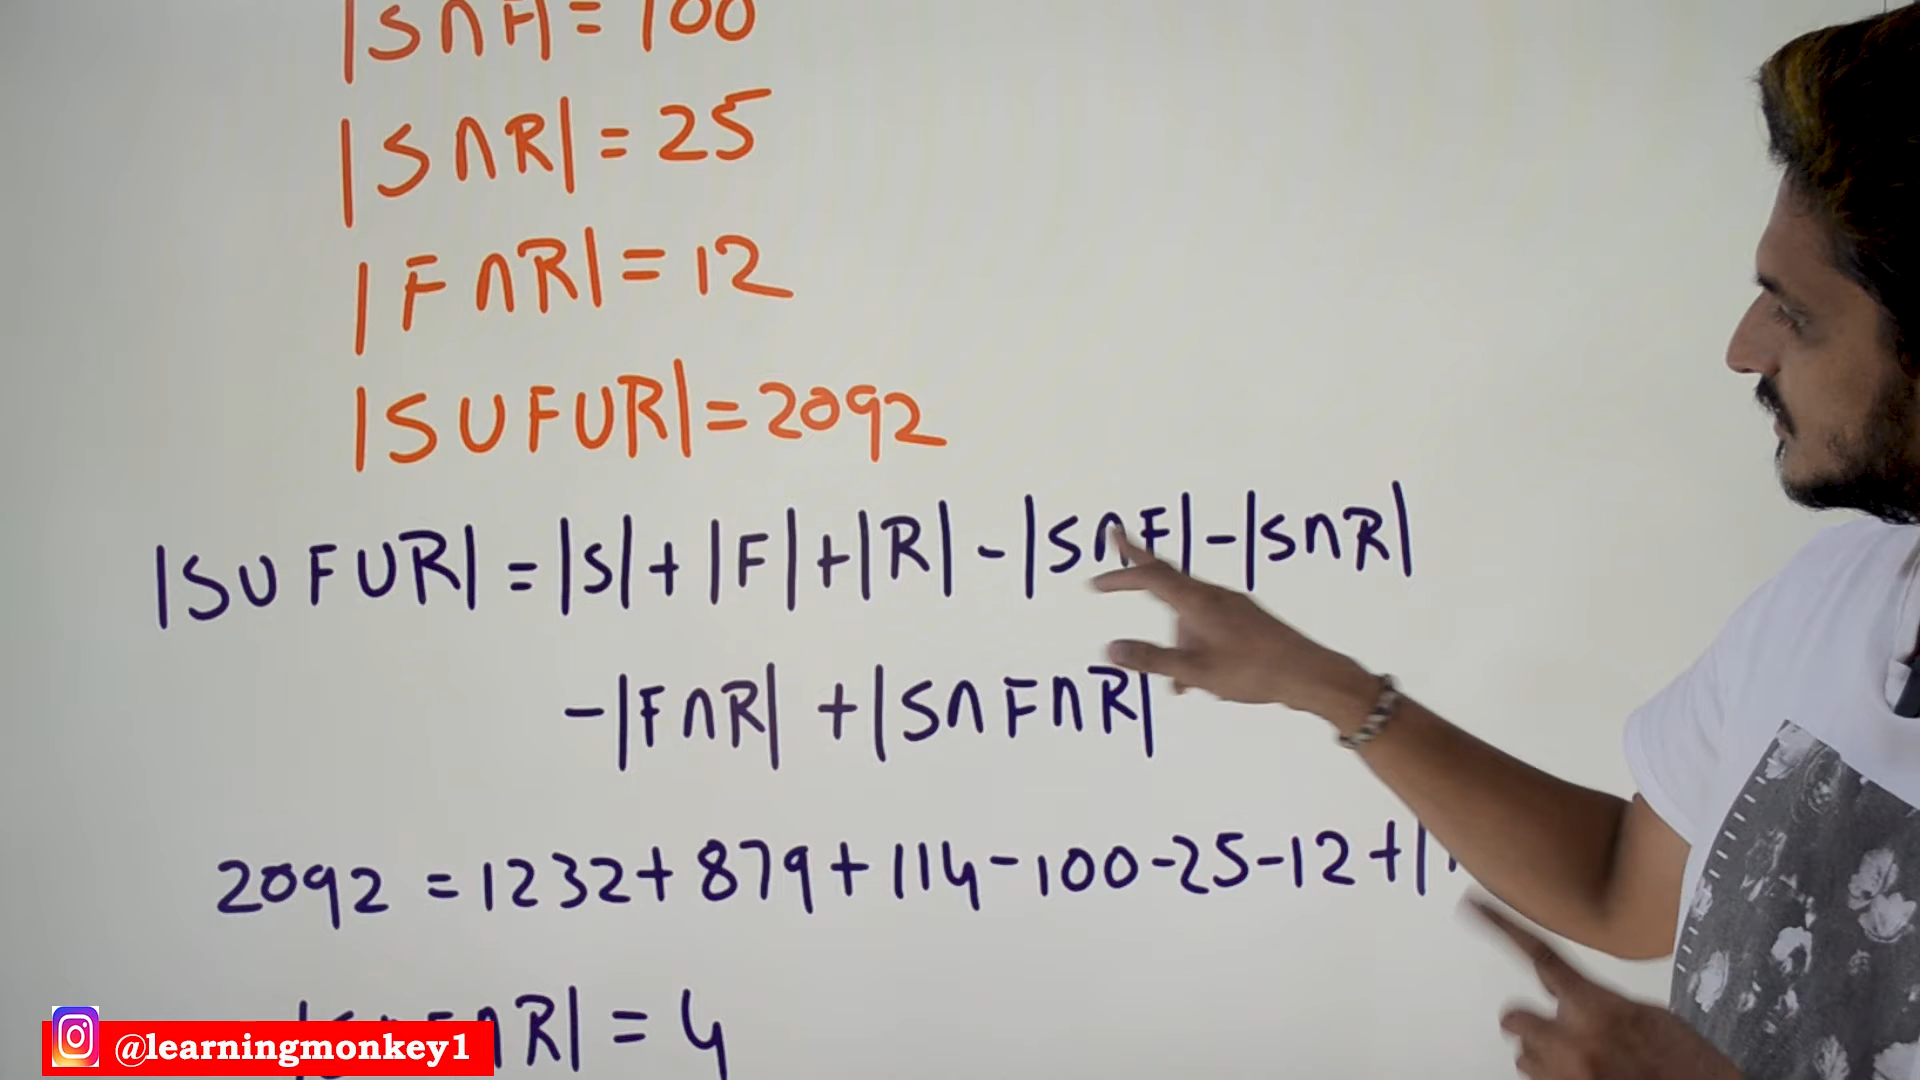 |S∩F| = 100
|S∩R| = 25
|F∩R| = 12
|S∪F∪R| = 2092
|S∪F∪R| = |S| + |F| + |R| - |S∩F| - |S∩R|
- |F∩R| + |S∩F∩R|
2092 = 1232 + 879 + 114 - 100 - 25 - 12 + |
∩R| = 4
@learningmonkey1